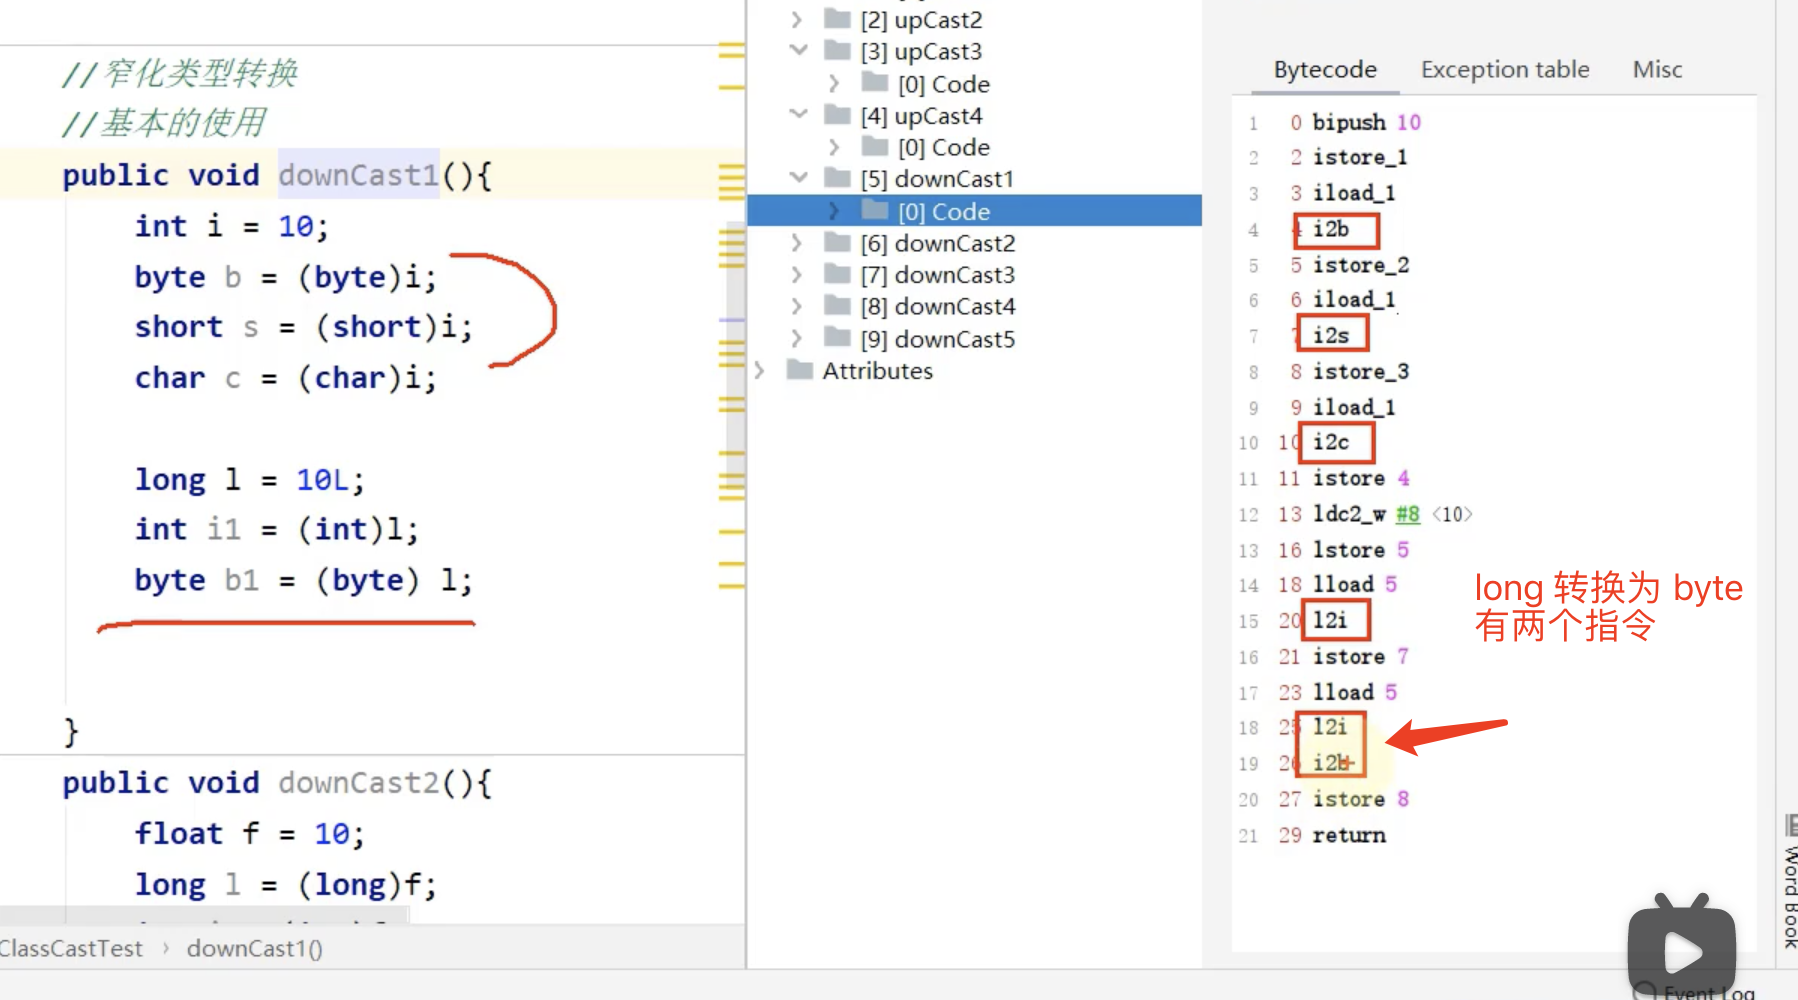 //窄化类型转换
//基本的使用
public void downCast1(){
int i = 10;
byte b = (byte)i;
short s = (short)i;
char c = (char)i;
long l = 10L;
int i1 = (int)l;
byte b1 = (byte) l;
}
public void downCast2(){
float f = 10;
long l = (long)f;
ClassCastTest › downCast1()
[2] upCast2
[3] upCast3
[0] Code
[4] upCast4
[0] Code
[5] downCast1
[0] Code
[6] downCast2
[7] downCast3
[8] downCast4
[9] downCast5
Attributes
Bytecode Exception table Misc
1 0 bipush 10
2 2 istore_1
3 3 iload_1
4 4 i2b
5 5 istore_2
6 6 iload_1
7 7 i2s
8 8 istore_3
9 9 iload_1
10 10 i2c
11 11 istore 4
12 13 ldc2_w #8 <10>
13 16 lstore 5
14 18 lload 5
15 20 l2i
16 21 istore 7
17 23 lload 5
18 25 l2i
19 26 i2b
20 27 istore 8
21 29 return
long 转换为 byte
有两个指令
Word Book
Event Log